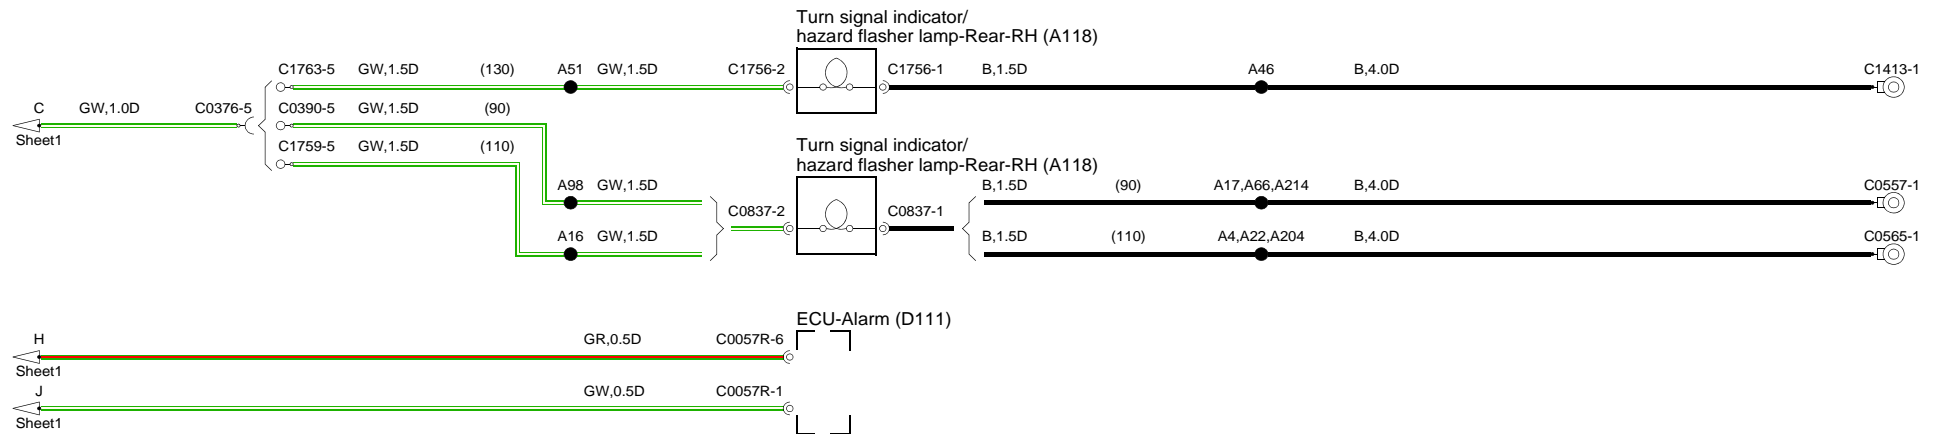 Turn signal indicator/
hazard flasher lamp-Rear-RH (A118)
C1763-5 GW,1.5D (130) A51 GW,1.5D C1756-2 C1756-1 B,1.5D A46 B,4.0D C1413-1
C GW,1.0D C0376-5 C0390-5 GW,1.5D (90)
Sheet1
C1759-5 GW,1.5D (110)
Turn signal indicator/
hazard flasher lamp-Rear-RH (A118)
A98 GW,1.5D B,1.5D (90) A17,A66,A214 B,4.0D C0557-1
C0837-2 C0837-1
A16 GW,1.5D B,1.5D (110) A4,A22,A204 B,4.0D C0565-1
ECU-Alarm (D111)
H GR,0.5D C0057R-6
Sheet1
J GW,0.5D C0057R-1
Sheet1